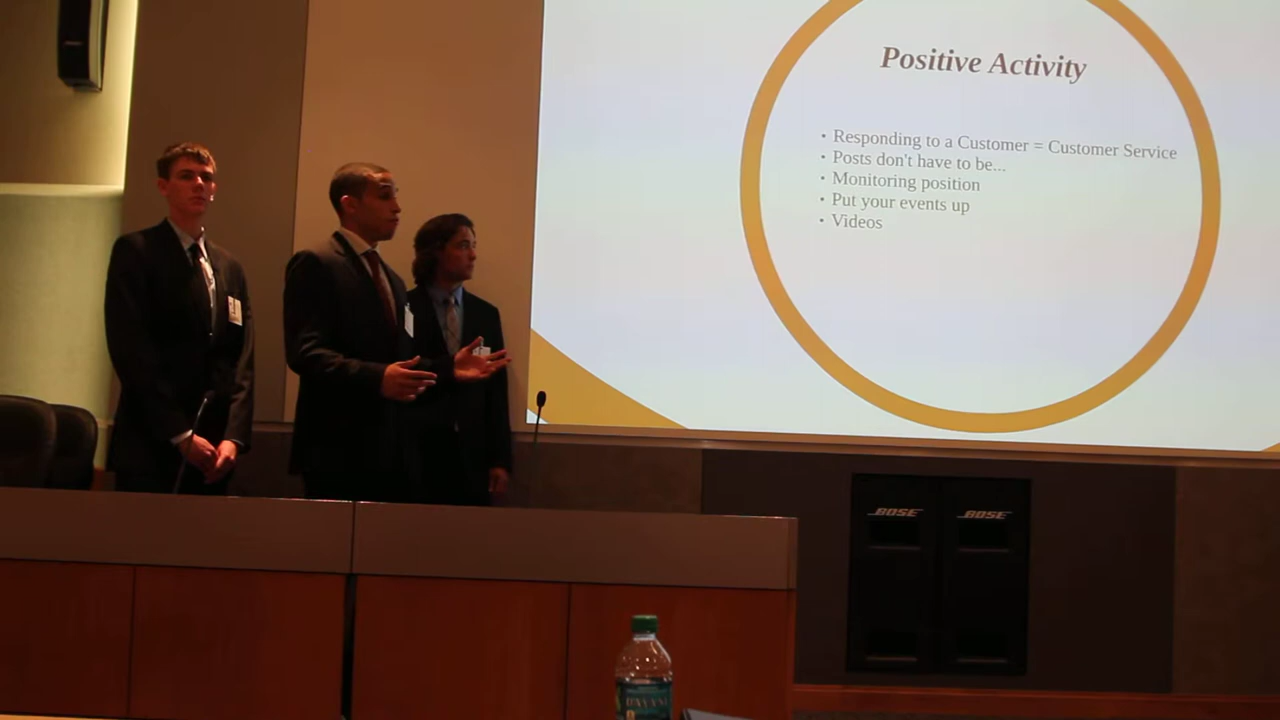 Positive Activity
• Responding to a Customer = Customer Service
• Posts don't have to be...
• Monitoring position
• Put your events up
• Videos
BOSE BOSE
DASANI